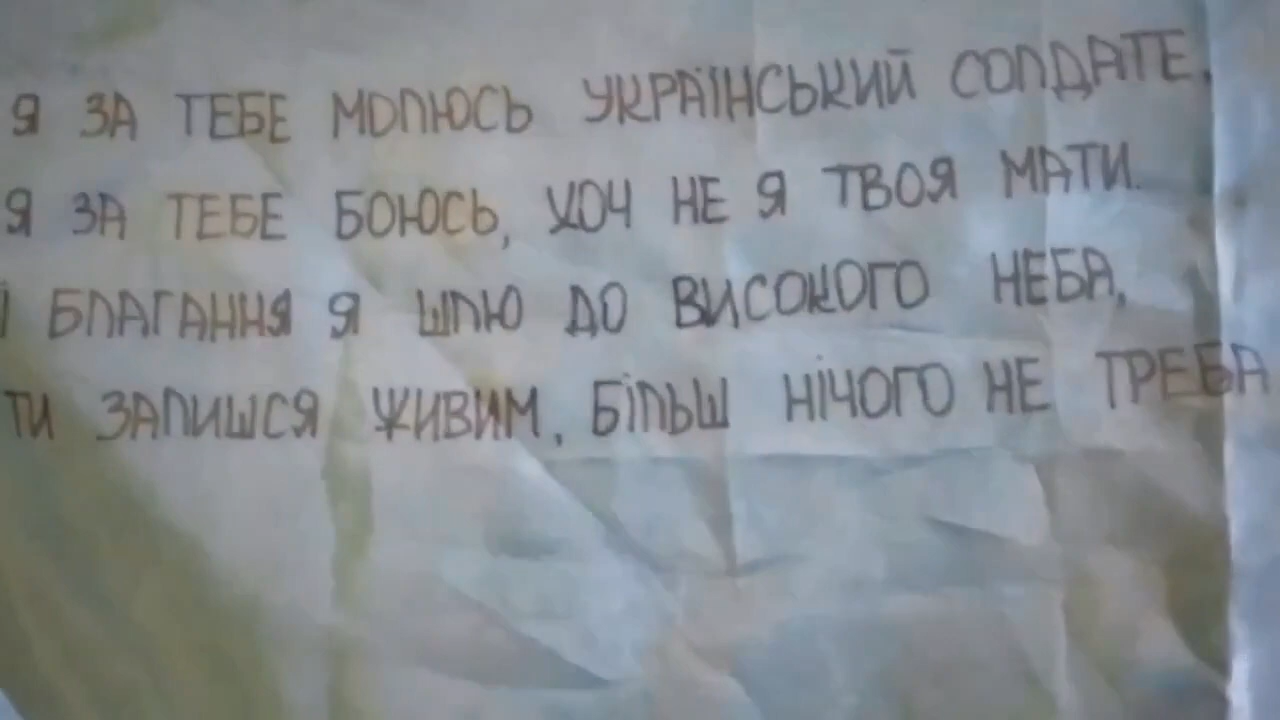 Я ЗА ТЕБЕ МОЛЮСЬ УКРАЇНСЬКИЙ СОЛДАТЕ,
Я ЗА ТЕБЕ БОЮСЬ, ХОЧ НЕ Я ТВОЯ МАТИ.
І БЛАГАННЯ Я ШЛЮ ДО ВИСОКОГО НЕБА,
ТИ ЗАЛИШСЯ ЖИВИМ, БІЛЬШ НІЧОГО НЕ ТРЕБА